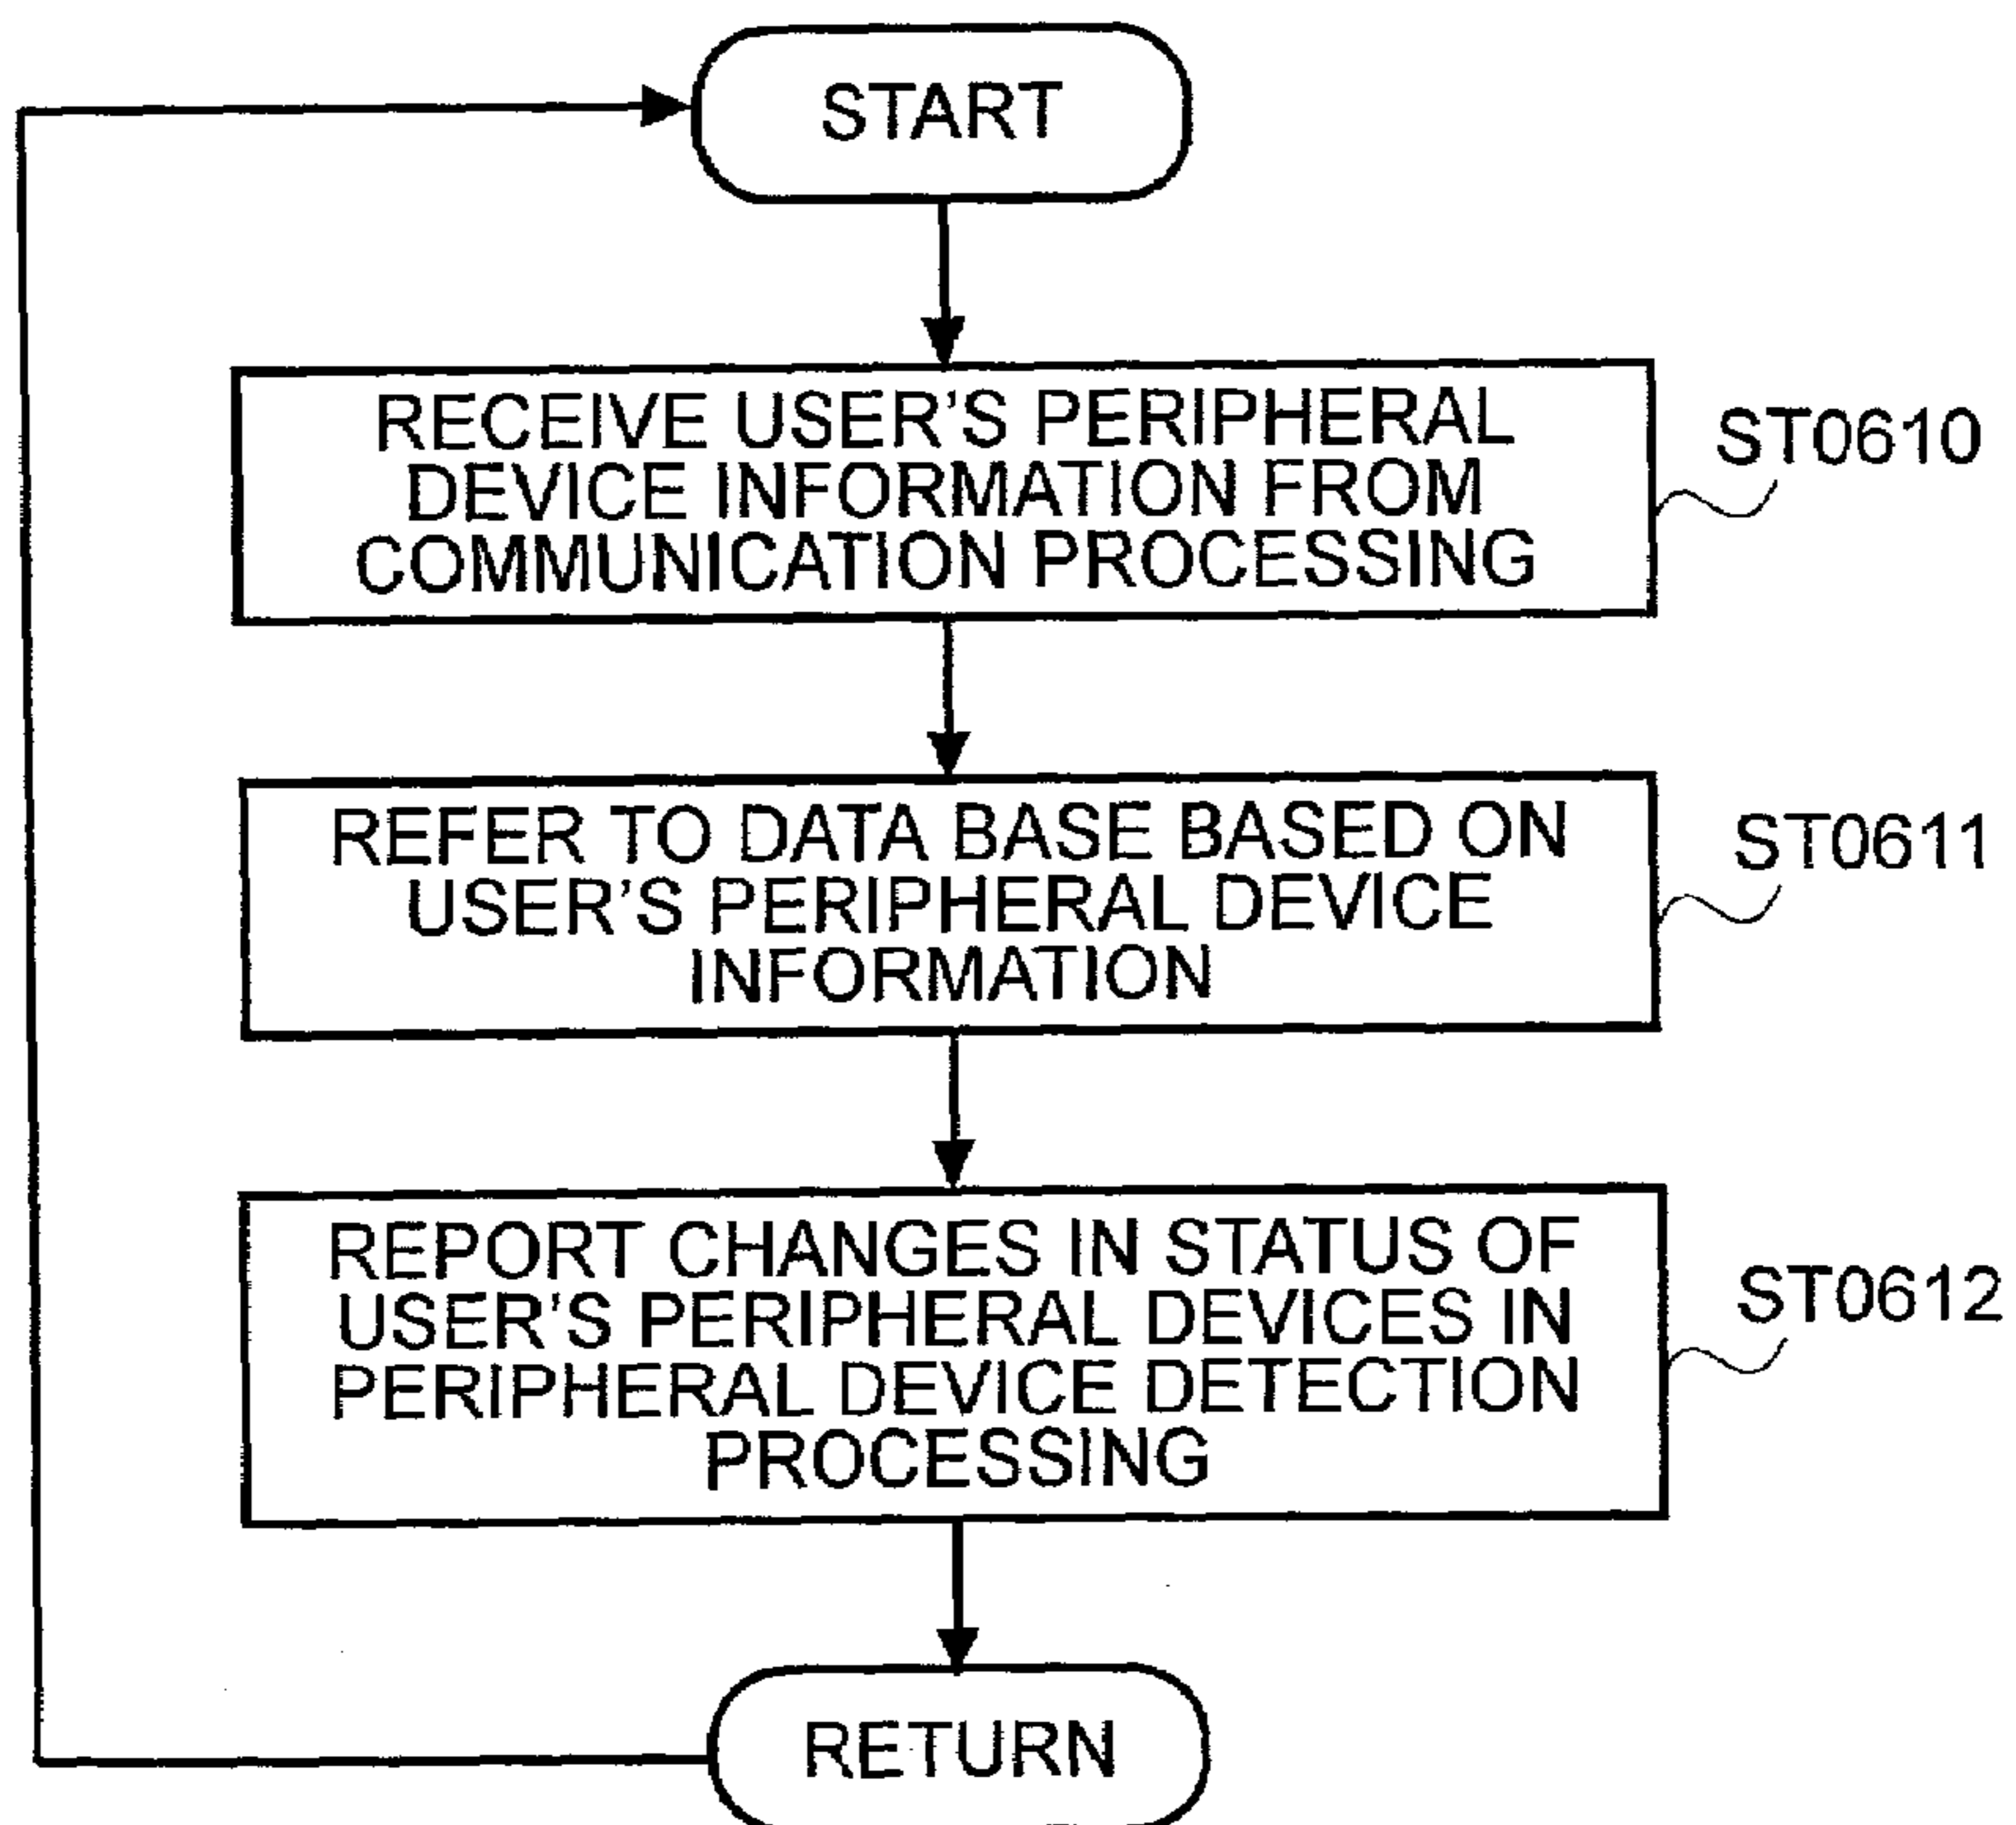 START
RECEIVE USER'S PERIPHERAL
DEVICE INFORMATION FROM
COMMUNICATION PROCESSING
ST0610
REFER TO DATA BASE BASED ON
USER'S PERIPHERAL DEVICE
INFORMATION
ST0611
REPORT CHANGES IN STATUS OF
USER'S PERIPHERAL DEVICES IN
PERIPHERAL DEVICE DETECTION
PROCESSING
ST0612
RETURN